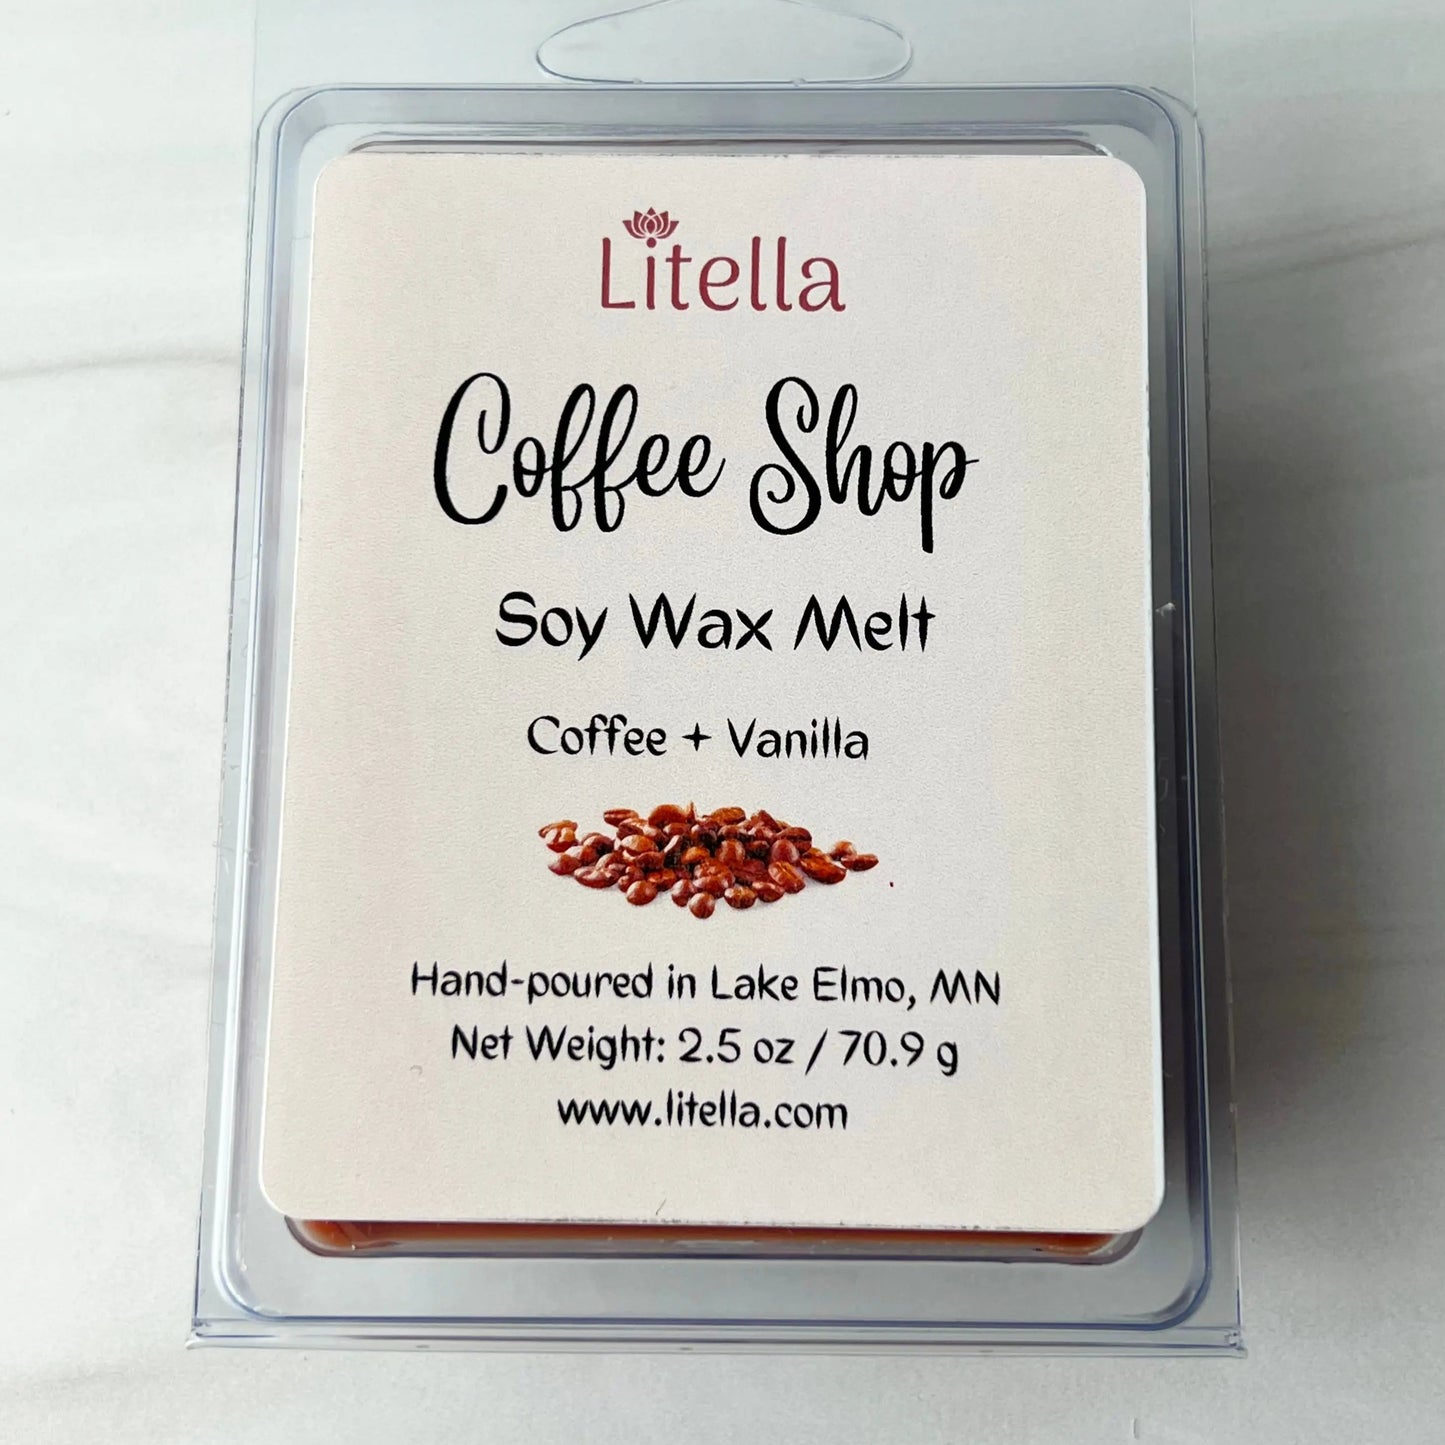 Litella
Coffee Shop
Soy Wax Melt
Coffee + Vanilla
Hand-poured in Lake Elmo, MN
Net Weight: 2.5 oz / 70.9 g
www.litella.com